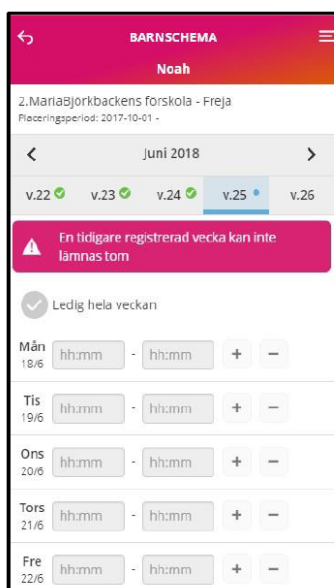 BARNSCHEMA
Noah
2.MariaBjörkbackens förskola - Freja
Placeringsperiod: 2017-10-01 -
Juni 2018
v.22 v.23 v.24 v.25 v.26
En tidigare registrerad vecka kan inte
lämnas tom
Ledig hela veckan
Mån
18/6 hh:mm - hh:mm + −
Tis
19/6 hh:mm - hh:mm + −
Ons
20/6 hh:mm - hh:mm + −
Tors
21/6 hh:mm - hh:mm + −
Fre
22/6 hh:mm - hh:mm + −